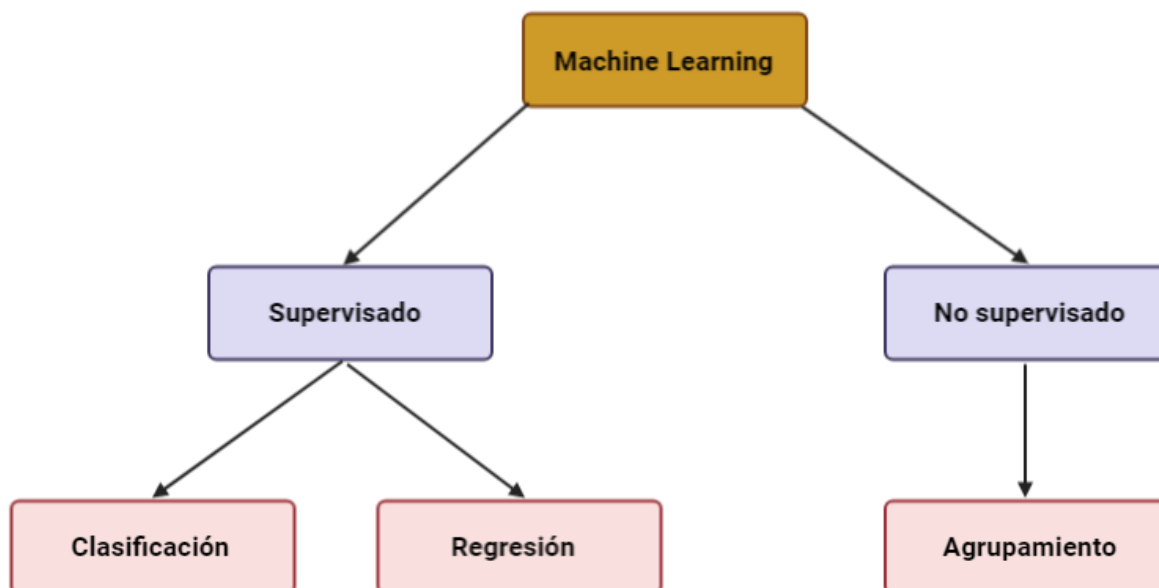 Machine Learning
Supervisado
No supervisado
Clasificación
Regresión
Agrupamiento